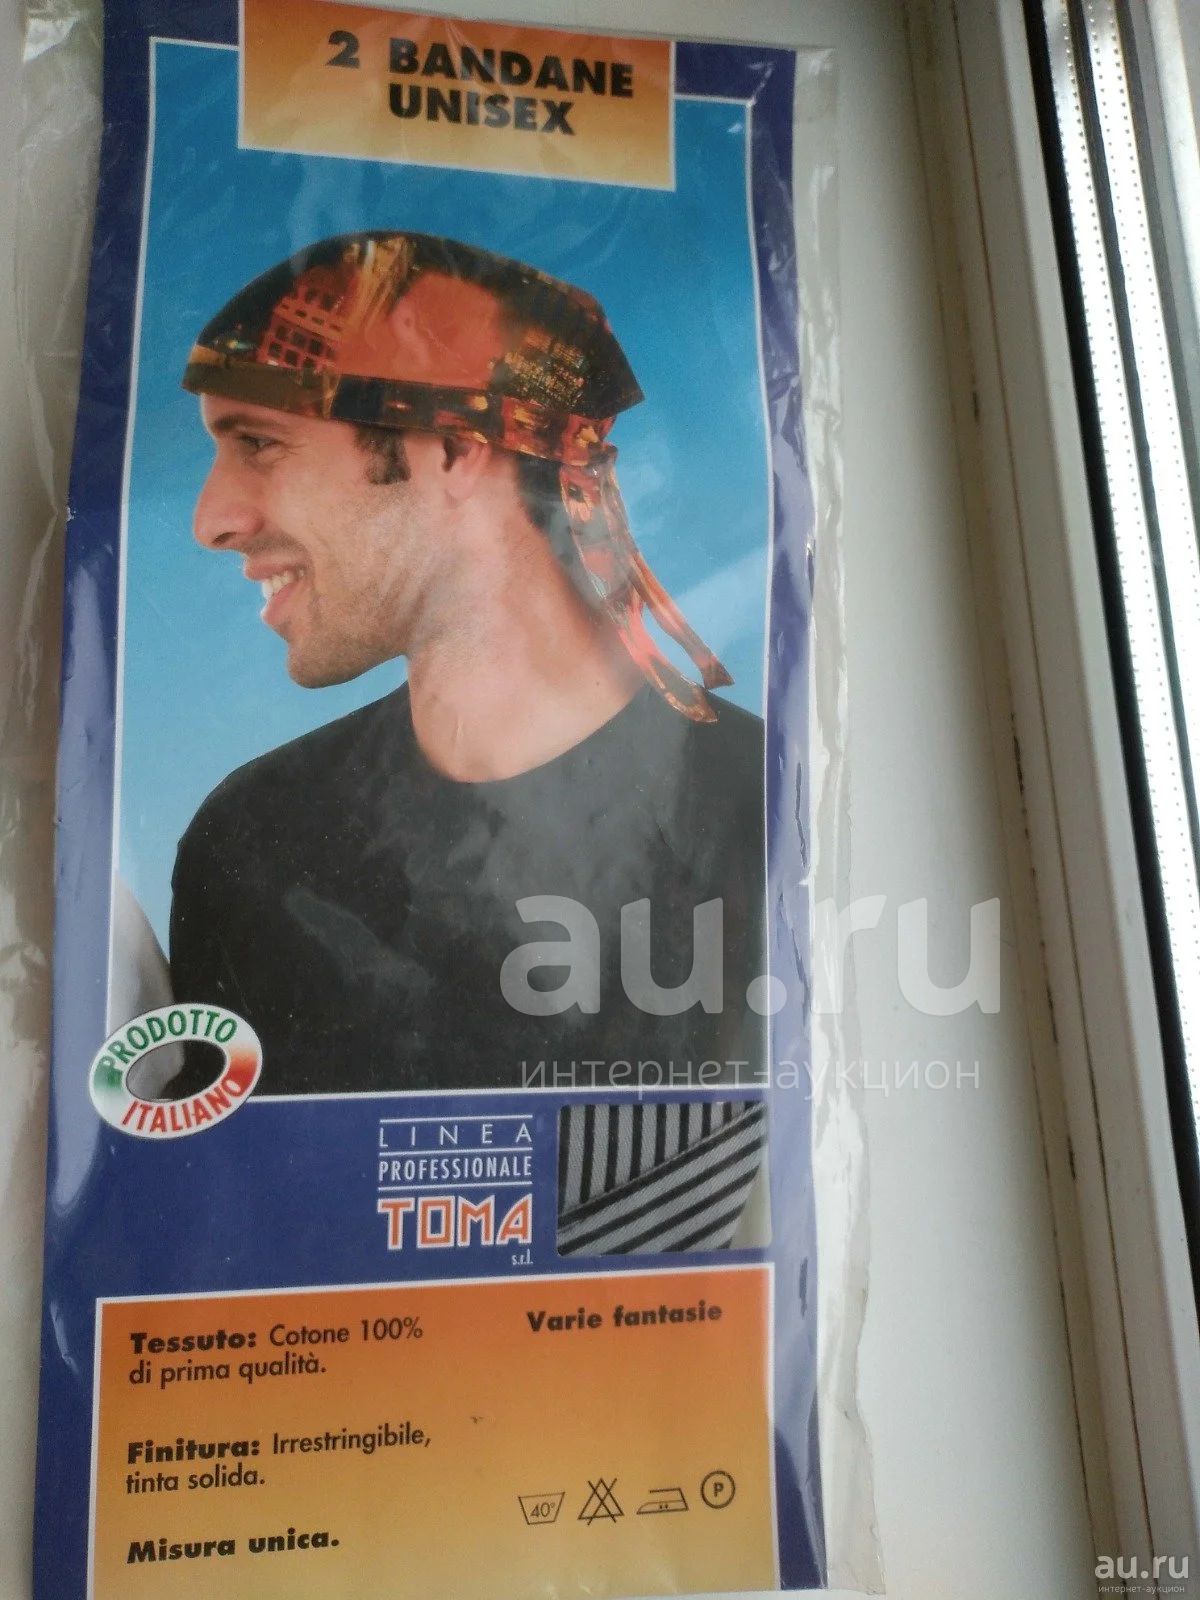 2 BANDANE
UNISEX
au.ru
интернет-аукцион
PRODOTTO
ITALIANO
LINEA
PROFESSIONALE
TOMA
s.r.l.
Tessuto: Cotone 100%
di prima qualità.
Varie fantasie
Finitura: Irrestringibile,
tinta solida.
40°
P
Misura unica.
au.ru
интернет-аукцион